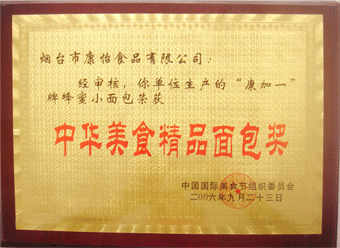 烟台市康怡食品有限公司：
经审核，你单位生产的“康加一”
牌蜂蜜小面包荣获
中华美食精品面包奖
中国国际美食节组织委员会
二00六年九月二十三日